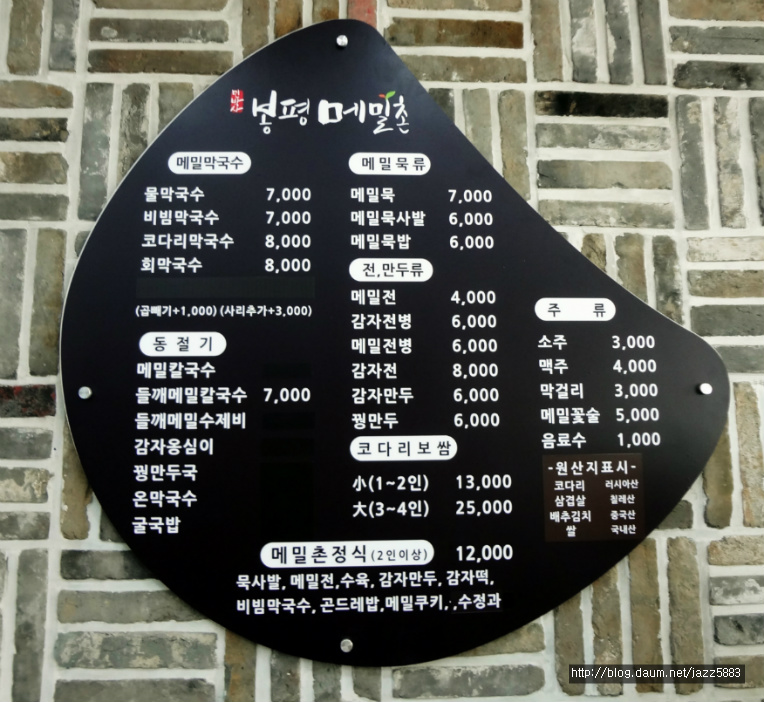 봉평 메밀촌
메밀막국수
물막국수 7,000
비빔막국수 7,000
코다리막국수 8,000
회막국수 8,000
(곱빼기+1,000) (사리추가+3,000)
동절기
메밀칼국수
들깨메밀칼국수 7,000
들깨메밀수제비
감자옹심이
꿩만두국
온막국수
굴국밥
메밀묵류
메밀묵 7,000
메밀묵사발 6,000
메밀묵밥 6,000
전,만두류
메밀전 4,000
감자전병 6,000
메밀전병 6,000
감자전 8,000
감자만두 6,000
꿩만두 6,000
코다리보쌈
小(1~2인) 13,000
大(3~4인) 25,000
주 류
소주 3,000
맥주 4,000
막걸리 3,000
메밀꽃술 5,000
음료수 1,000
-원산지표시-
코다리 러시아산
삼겹살 칠레산
배추김치 중국산
쌀 국내산
메밀촌정식(2인이상) 12,000
묵사발, 메밀전,수육, 감자만두, 감자떡,
비빔막국수, 곤드레밥,메밀쿠키, ,수정과
http://blog.daum.net/jazz5883